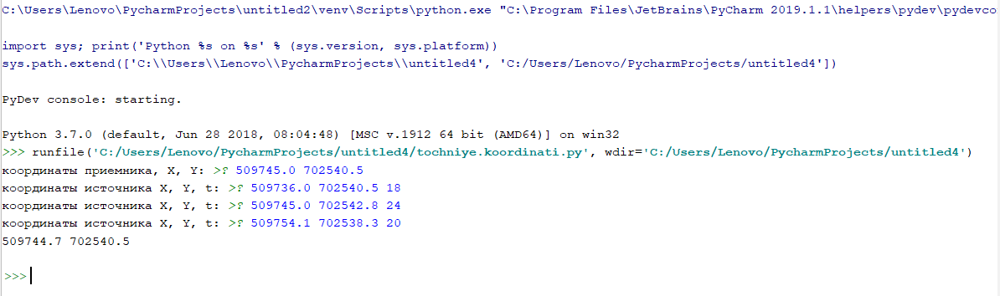 C:\Users\Lenovo\PycharmProjects\untitled2\venv\Scripts\python.exe "C:\Program Files\JetBrains\PyCharm 2019.1.1\helpers\pydev\pydevco
import sys; print('Python %s on %s' % (sys.version, sys.platform))
sys.path.extend(['C:\\Users\\Lenovo\\PycharmProjects\\untitled4', 'C:/Users/Lenovo/PycharmProjects/untitled4'])
PyDev console: starting.
Python 3.7.0 (default, Jun 28 2018, 08:04:48) [MSC v.1912 64 bit (AMD64)] on win32
>>> runfile('C:/Users/Lenovo/PycharmProjects/untitled4/tochniye.koordinati.py', wdir='C:/Users/Lenovo/PycharmProjects/untitled4')
координаты приемника, X, Y: >? 509745.0 702540.5
координаты источника X, Y, t: >? 509736.0 702540.5 18
координаты источника X, Y, t: >? 509745.0 702542.8 24
координаты источника X, Y, t: >? 509754.1 702538.3 20
509744.7 702540.5
>>>